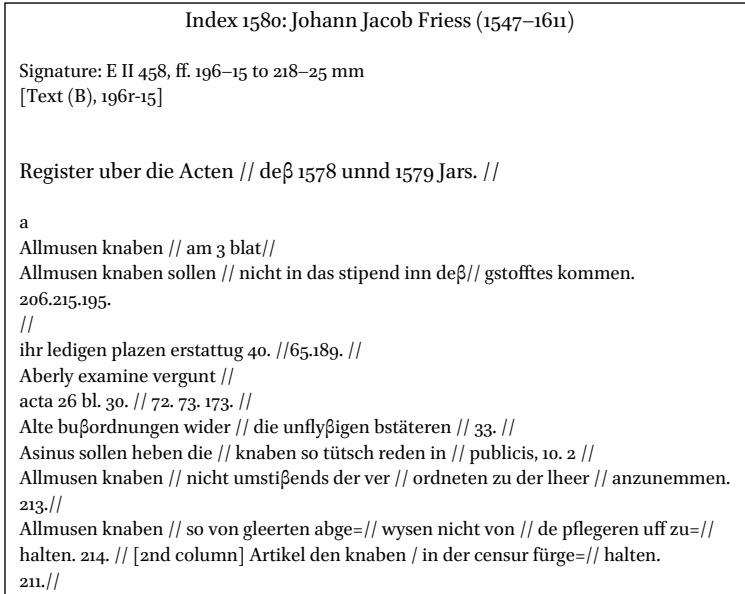 Index 1580: Johann Jacob Friess (1547–1611)
Signature: E II 458, ff. 196–15 to 218–25 mm
[Text (B), 196r-15]
Register uber die Acten // deβ 1578 unnd 1579 Jars. //
a
Allmusen knaben // am 3 blat//
Allmusen knaben sollen // nicht in das stipend inn deβ// gstofftes kommen.
206.215.195.
//
ihr ledigen plazen erstattug 40. //65.189. //
Aberly examine vergunt //
acta 26 bl. 30. // 72. 73. 173. //
Alte buβordnungen wider // die unflyβigen bstäteren // 33. //
Asinus sollen heben die // knaben so tütsch reden in // publicis, 10. 2 //
Allmusen knaben // nicht umstiβends der ver // ordneten zu der lheer // anzunemmen.
213.//
Allmusen knaben // so von gleerten abge=// wysen nicht von // de pflegeren uff zu=//
halten. 214. // [2nd column] Artikel den knaben / in der censur fürge=// halten.
211.//